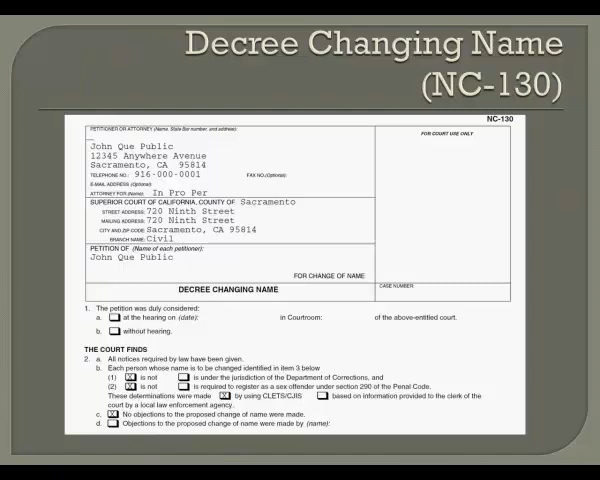 Decree Changing Name
(NC-130)
NC-130
PETITIONER OR ATTORNEY (Name, State Bar number, and address):
FOR COURT USE ONLY
John Que Public
12345 Anywhere Avenue
Sacramento, CA 95814
TELEPHONE NO.: 916-000-0001 FAX NO.(Optional):
E-MAIL ADDRESS (Optional):
ATTORNEY FOR (Name): In Pro Per
SUPERIOR COURT OF CALIFORNIA, COUNTY OF Sacramento
STREET ADDRESS: 720 Ninth Street
MAILING ADDRESS: 720 Ninth Street
CITY AND ZIP CODE: Sacramento, CA 95814
BRANCH NAME: Civil
PETITION OF (Name of each petitioner):
John Que Public
FOR CHANGE OF NAME
DECREE CHANGING NAME
CASE NUMBER:
1. The petition was duly considered:
a. at the hearing on (date): in Courtroom: of the above-entitled court.
b. without hearing.
THE COURT FINDS
2. a. All notices required by law have been given.
b. Each person whose name is to be changed identified in item 3 below
(1) X is not is under the jurisdiction of the Department of Corrections, and
(2) X is not is required to register as a sex offender under section 290 of the Penal Code.
These determinations were made X by using CLETS/CJIS based on information provided to the clerk of the
court by a local law enforcement agency.
c. X No objections to the proposed change of name were made.
d. Objections to the proposed change of name were made by (name):